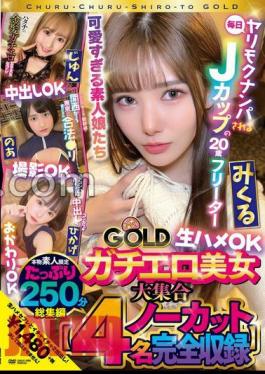 CHURU-CHURU-SHIRO-TO GOLD
毎日
ヤリモクナンパされる
Jカップの20歳フリーター
みくる
可愛すぎる素人娘たち
じゅん
中出しOK
のあ
撮影OK
ひかげ
おかわりOK
GOLD
生ハメOK
ガチエロ美女
大集合
本物素人限定
たっぷり
250分
総集編
4名
ノーカット
完全収録
1,480